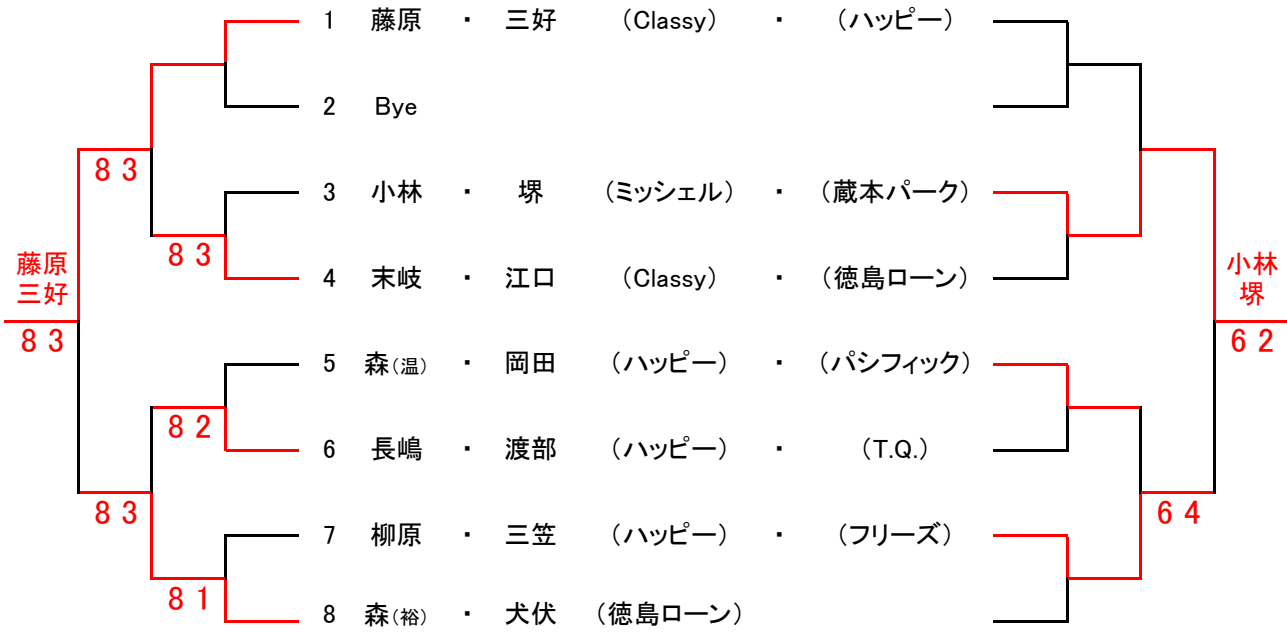 1 藤原 ・ 三好 (Classy) ・ (ハッピー)
2 Bye
8 3
3 小林 ・ 堺 (ミッシェル) ・ (蔵本パーク)
8 3
藤原
三好
4 末岐 ・ 江口 (Classy) ・ (徳島ローン)
小林
堺
8 3
6 2
5 森(温) ・ 岡田 (ハッピー) ・ (パシフィック)
8 2
6 長嶋 ・ 渡部 (ハッピー) ・ (T.Q.)
8 3
6 4
7 柳原 ・ 三笠 (ハッピー) ・ (フリーズ)
8 1
8 森(裕) ・ 犬伏 (徳島ローン)